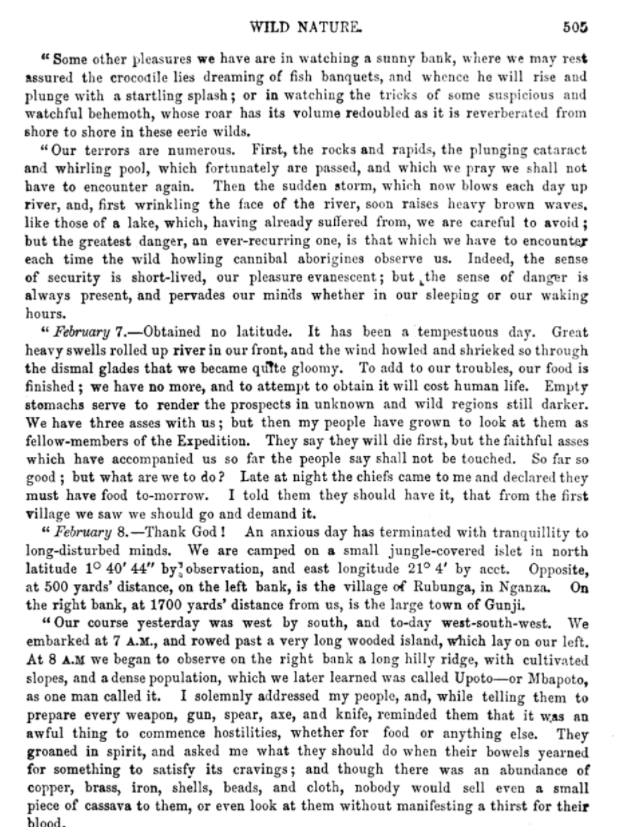 WILD NATURE. 505
“Some other pleasures we have are in watching a sunny bank, where we may rest
assured the crocodile lies dreaming of fish banquets, and whence he will rise and
plunge with a startling splash; or in watching the tricks of some suspicious and
watchful behemoth, whose roar has its volume redoubled as it is reverberated from
shore to shore in these eerie wilds.
“Our terrors are numerous. First, the rocks and rapids, the plunging cataract
and whirling pool, which fortunately are passed, and which we pray we shall not
have to encounter again. Then the sudden storm, which now blows each day up
river, and, first wrinkling the face of the river, soon raises heavy brown waves,
like those of a lake, which, having already suffered from, we are careful to avoid;
but the greatest danger, an ever-recurring one, is that which we have to encounter
each time the wild howling cannibal aborigines observe us. Indeed, the sense
of security is short-lived, our pleasure evanescent; but the sense of danger is
always present, and pervades our minds whether in our sleeping or our waking
hours.
“February 7.—Obtained no latitude. It has been a tempestuous day. Great
heavy swells rolled up river in our front, and the wind howled and shrieked so through
the dismal glades that we became quite gloomy. To add to our troubles, our food is
finished; we have no more, and to attempt to obtain it will cost human life. Empty
stomachs serve to render the prospects in unknown and wild regions still darker.
We have three asses with us; but then my people have grown to look at them as
fellow-members of the Expedition. They say they will die first, but the faithful asses
which have accompanied us so far the people say shall not be touched. So far so
good; but what are we to do? Late at night the chiefs came to me and declared they
must have food to-morrow. I told them they should have it, that from the first
village we saw we should go and demand it.
“February 8.—Thank God! An anxious day has terminated with tranquillity to
long-disturbed minds. We are camped on a small jungle-covered islet in north
latitude 1° 40′ 44″ by observation, and east longitude 21° 4′ by acct. Opposite,
at 500 yards’ distance, on the left bank, is the village of Rubunga, in Nganza. On
the right bank, at 1700 yards’ distance from us, is the large town of Gunji.
“Our course yesterday was west by south, and to-day west-south-west. We
embarked at 7 A.M., and rowed past a very long wooded island, which lay on our left.
At 8 A.M we began to observe on the right bank a long hilly ridge, with cultivated
slopes, and a dense population, which we later learned was called Upoto—or Mbapoto,
as one man called it. I solemnly addressed my people, and, while telling them to
prepare every weapon, gun, spear, axe, and knife, reminded them that it was an
awful thing to commence hostilities, whether for food or anything else. They
groaned in spirit, and asked me what they should do when their bowels yearned
for something to satisfy its cravings; and though there was an abundance of
copper, brass, iron, shells, beads, and cloth, nobody would sell even a small
piece of cassava to them, or even look at them without manifesting a thirst for their
blood.